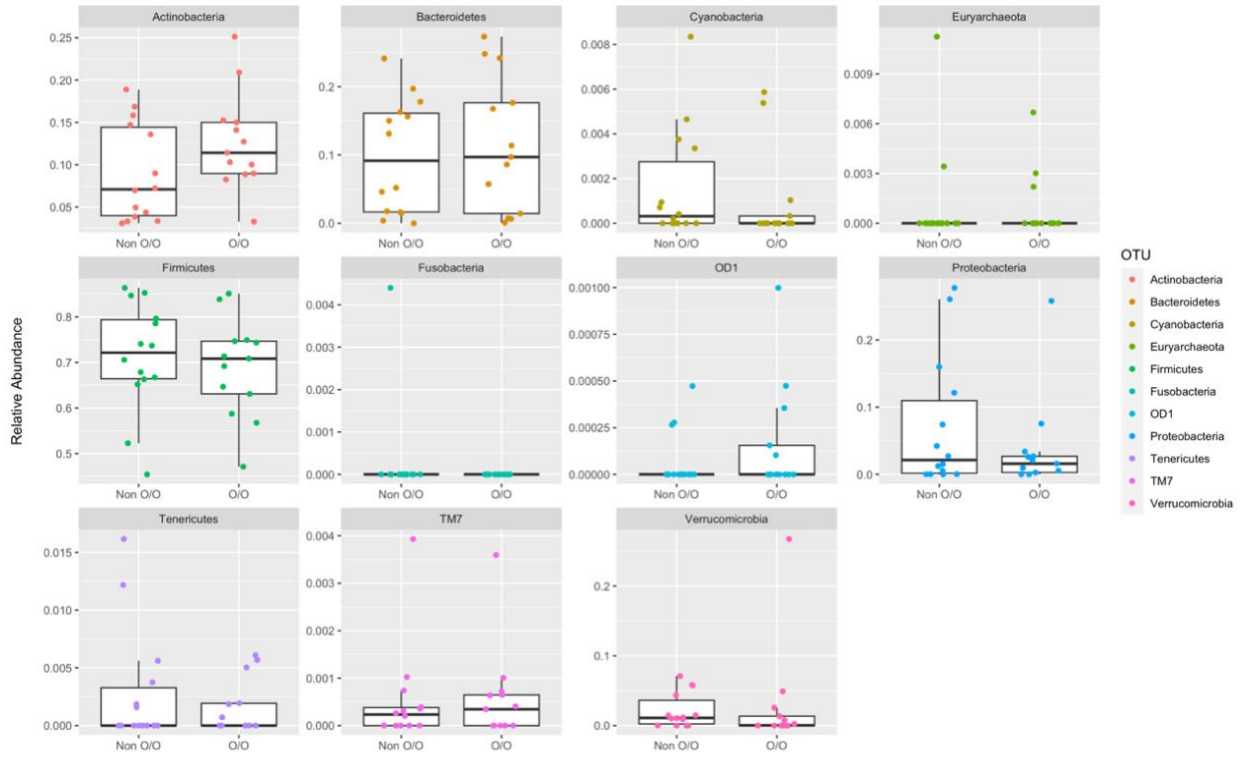 Actinobacteria
Bacteroidetes
Cyanobacteria
Euryarchaeota
0.25
0.20
0.15
0.10
0.05
0.2
0.1
0.0
0.008
0.006
0.004
0.002
0.000
0.009
0.006
0.003
0.000
Non O/O
O/O
Non O/O
O/O
Non O/O
O/O
Non O/O
O/O
Relative Abundance
Firmicutes
Fusobacteria
OD1
Proteobacteria
0.8
0.7
0.6
0.5
0.004
0.003
0.002
0.001
0.000
0.00100
0.00075
0.00050
0.00025
0.00000
0.2
0.1
0.0
Non O/O
O/O
Non O/O
O/O
Non O/O
O/O
Non O/O
O/O
Tenericutes
TM7
Verrucomicrobia
0.015
0.010
0.005
0.000
0.004
0.003
0.002
0.001
0.000
0.2
0.1
0.0
Non O/O
O/O
Non O/O
O/O
Non O/O
O/O
OTU
Actinobacteria
Bacteroidetes
Cyanobacteria
Euryarchaeota
Firmicutes
Fusobacteria
OD1
Proteobacteria
Tenericutes
TM7
Verrucomicrobia